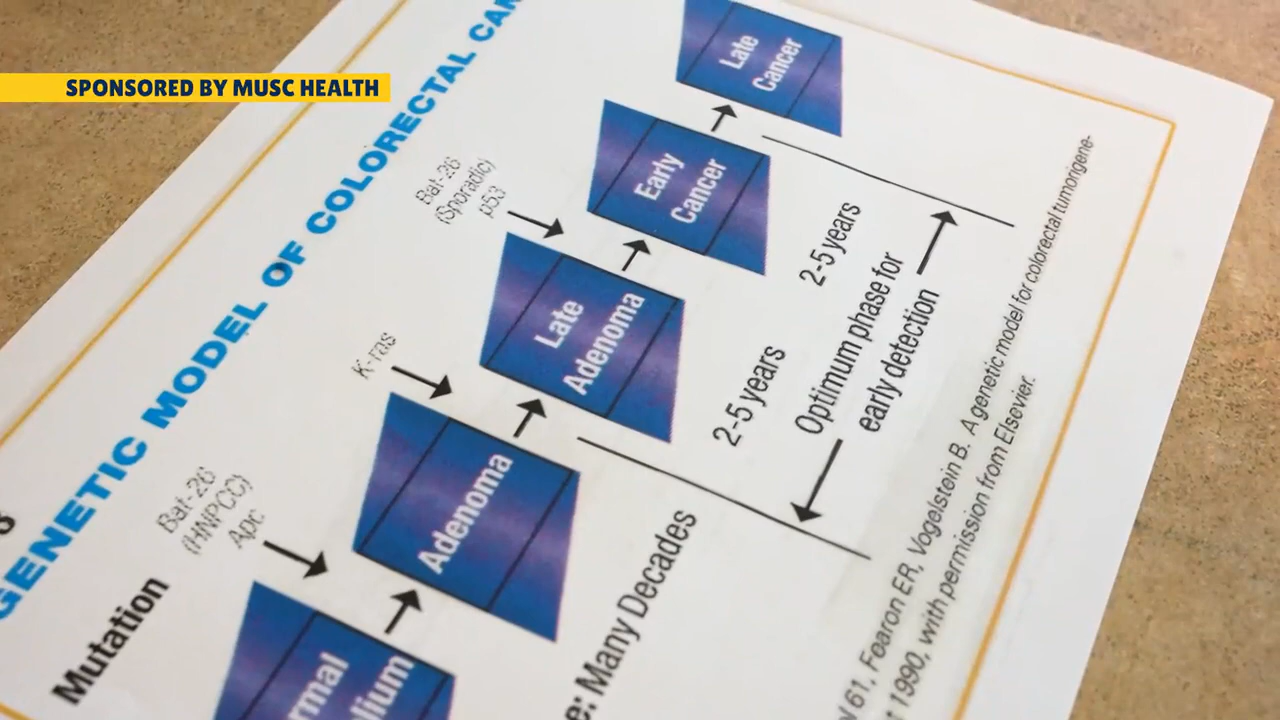 SPONSORED BY MUSC HEALTH
GENETIC MODEL OF COLORECTAL
Mutation
Bat-26
(HNPCC)
Apc
K-ras
Bat-26
(Sporadic)
p53
Adenoma
Late
Adenoma
Early
Cancer
Late
Cancer
Many Decades
2-5 years
2-5 years
Optimum phase for
early detection
61, Fearon ER, Vogelstein B. A genetic model for colorectal tumorigene-
1990, with permission from Elsevier.